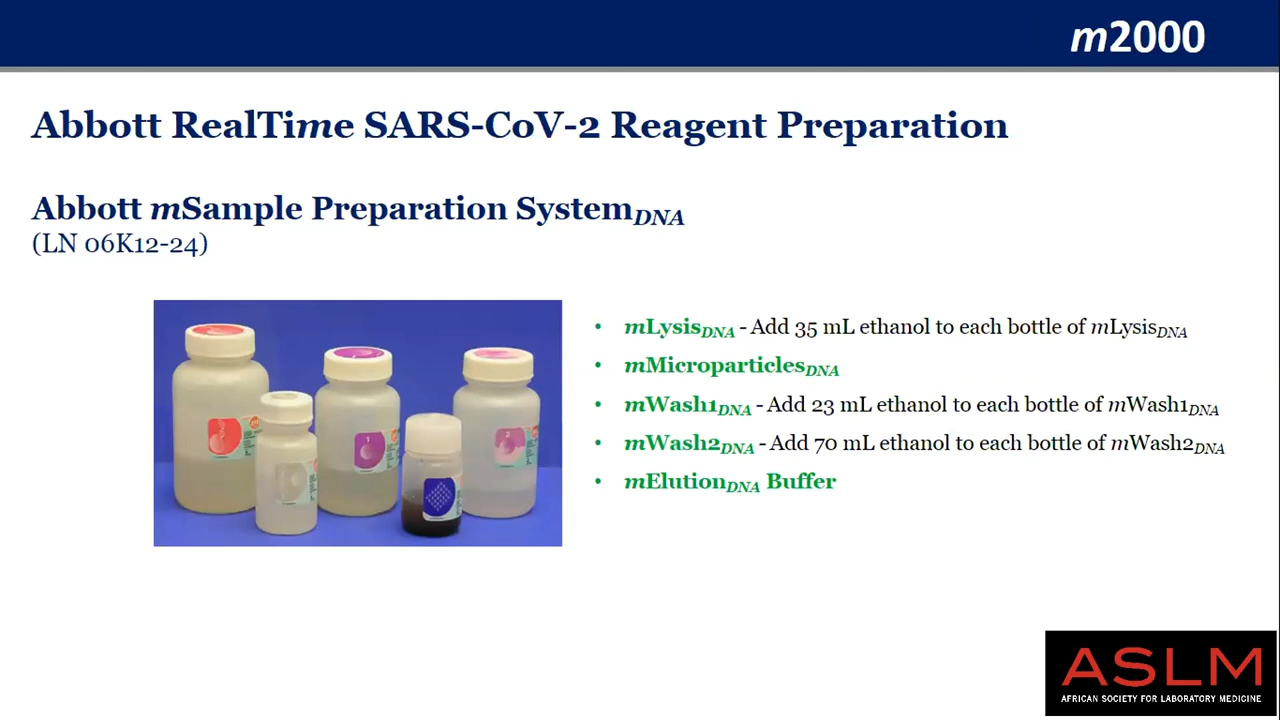 m2000
Abbott RealTime SARS-CoV-2 Reagent Preparation
Abbott mSample Preparation SystemDNA
(LN 06K12-24)
• mLysisDNA - Add 35 mL ethanol to each bottle of mLysisDNA
• mMicroparticlesDNA
• mWash1DNA - Add 23 mL ethanol to each bottle of mWash1DNA
• mWash2DNA - Add 70 mL ethanol to each bottle of mWash2DNA
• mElutionDNA Buffer
ASLM
AFRICAN SOCIETY FOR LABORATORY MEDICINE